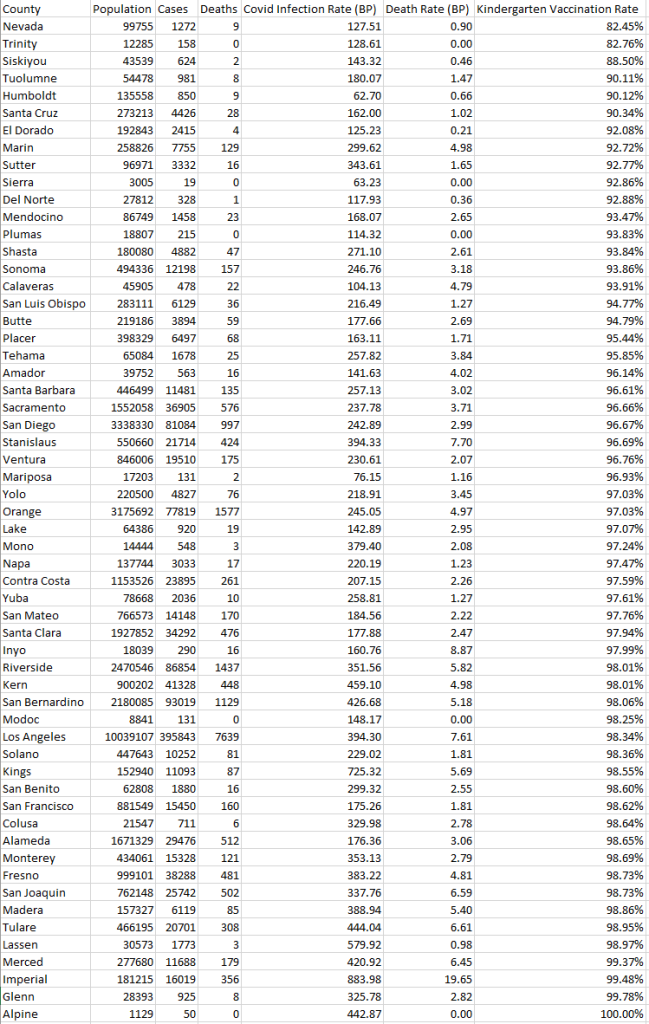 County Population Cases Deaths Covid Infection Rate (BP) Death Rate (BP) Kindergarten Vaccination Rate
Nevada 99755 1272 9 127.51 0.90 82.45%
Trinity 12285 158 0 128.61 0.00 82.76%
Siskiyou 43539 624 2 143.32 0.46 88.50%
Tuolumne 54478 981 8 180.07 1.47 90.11%
Humboldt 135558 850 9 62.70 0.66 90.12%
Santa Cruz 273213 4426 28 162.00 1.02 90.34%
El Dorado 192843 2415 4 125.23 0.21 92.08%
Marin 258826 7755 129 299.62 4.98 92.72%
Sutter 96971 3332 16 343.61 1.65 92.77%
Sierra 3005 19 0 63.23 0.00 92.86%
Del Norte 27812 328 1 117.93 0.36 92.88%
Mendocino 86749 1458 23 168.07 2.65 93.47%
Plumas 18807 215 0 114.32 0.00 93.83%
Shasta 180080 4882 47 271.10 2.61 93.84%
Sonoma 494336 12198 157 246.76 3.18 93.86%
Calaveras 45905 478 22 104.13 4.79 93.91%
San Luis Obispo 283111 6129 36 216.49 1.27 94.77%
Butte 219186 3894 59 177.66 2.69 94.79%
Placer 398329 6497 68 163.11 1.71 95.44%
Tehama 65084 1678 25 257.82 3.84 95.85%
Amador 39752 563 16 141.63 4.02 96.14%
Santa Barbara 446499 11481 135 257.13 3.02 96.61%
Sacramento 1552058 36905 576 237.78 3.71 96.66%
San Diego 3338330 81084 997 242.89 2.99 96.67%
Stanislaus 550660 21714 424 394.33 7.70 96.69%
Ventura 846006 19510 175 230.61 2.07 96.76%
Mariposa 17203 131 2 76.15 1.16 96.93%
Yolo 220500 4827 76 218.91 3.45 97.03%
Orange 3175692 77819 1577 245.05 4.97 97.03%
Lake 64386 920 19 142.89 2.95 97.07%
Mono 14444 548 3 379.40 2.08 97.24%
Napa 137744 3033 17 220.19 1.23 97.47%
Contra Costa 1153526 23895 261 207.15 2.26 97.59%
Yuba 78668 2036 10 258.81 1.27 97.61%
San Mateo 766573 14148 170 184.56 2.22 97.76%
Santa Clara 1927852 34292 476 177.88 2.47 97.94%
Inyo 18039 290 16 160.76 8.87 97.99%
Riverside 2470546 86854 1437 351.56 5.82 98.01%
Kern 900202 41328 448 459.10 4.98 98.01%
San Bernardino 2180085 93019 1129 426.68 5.18 98.06%
Modoc 8841 131 0 148.17 0.00 98.25%
Los Angeles 10039107 395843 7639 394.30 7.61 98.34%
Solano 447643 10252 81 229.02 1.81 98.36%
Kings 152940 11093 87 725.32 5.69 98.55%
San Benito 62808 1880 16 299.32 2.55 98.60%
San Francisco 881549 15450 160 175.26 1.81 98.62%
Colusa 21547 711 6 329.98 2.78 98.64%
Alameda 1671329 29476 512 176.36 3.06 98.65%
Monterey 434061 15328 121 353.13 2.79 98.69%
Fresno 999101 38288 481 383.22 4.81 98.73%
San Joaquin 762148 25742 502 337.76 6.59 98.73%
Madera 157327 6119 85 388.94 5.40 98.86%
Tulare 466195 20701 308 444.04 6.61 98.95%
Lassen 30573 1773 3 579.92 0.98 98.97%
Merced 277680 11688 179 420.92 6.45 99.37%
Imperial 181215 16019 356 883.98 19.65 99.48%
Glenn 28393 925 8 325.78 2.82 99.78%
Alpine 1129 50 0 442.87 0.00 100.00%